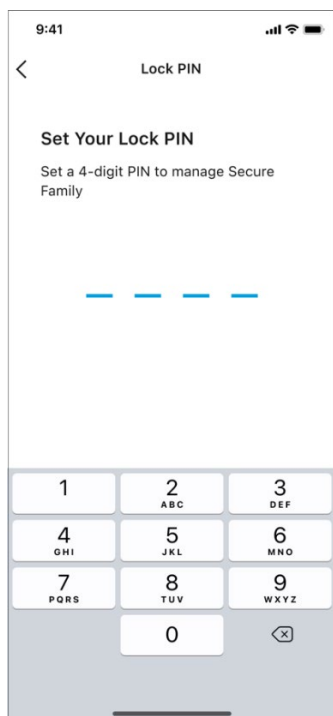 9:41
Lock PIN
Set Your Lock PIN
Set a 4-digit PIN to manage Secure
Family
1 2 3
ABC DEF
4 5 6
GHI JKL MNO
7 8 9
PQRS TUV WXYZ
0